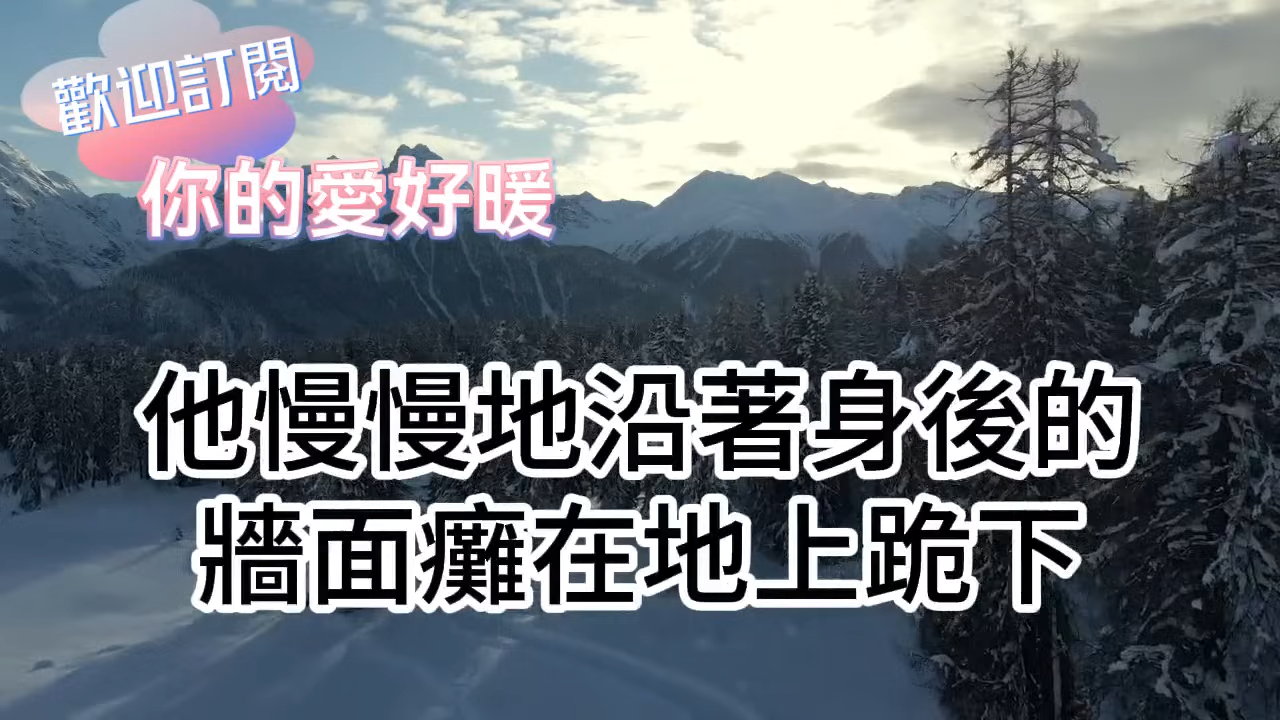 歡迎訂閱
你的愛好暖
他慢慢地沿著身後的
牆面癱在地上跪下